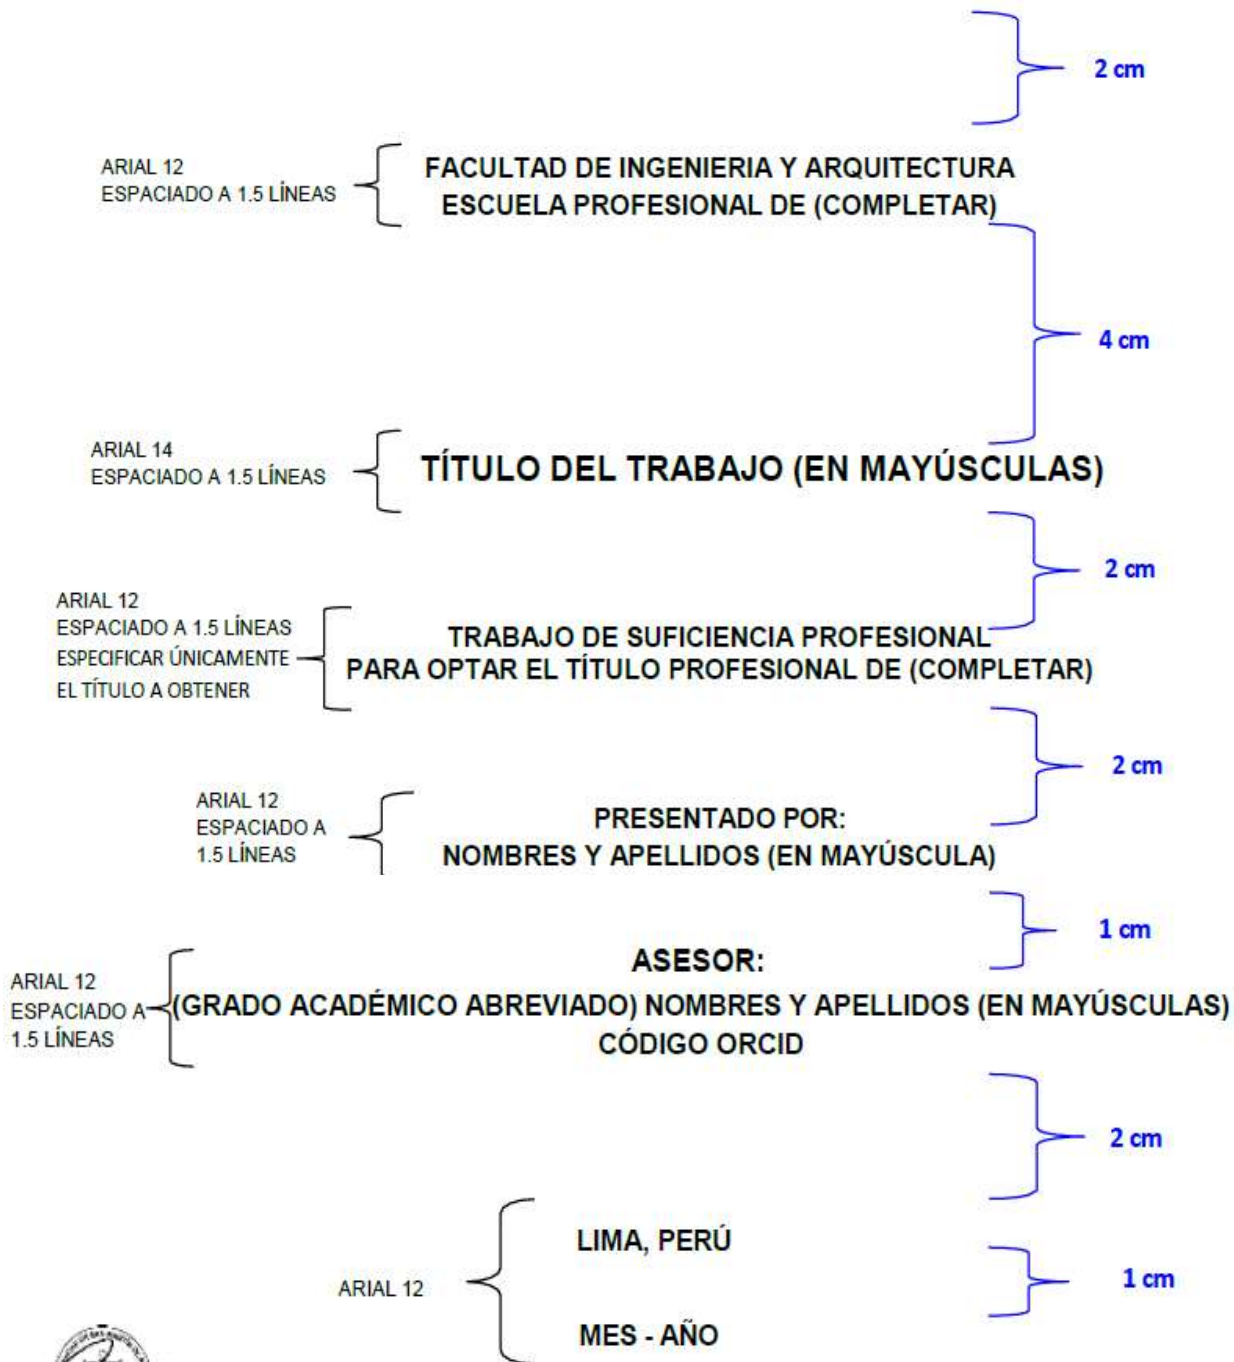 2 cm
ARIAL 12
ESPACIADO A 1.5 LÍNEAS
FACULTAD DE INGENIERIA Y ARQUITECTURA
ESCUELA PROFESIONAL DE (COMPLETAR)
4 cm
ARIAL 14
ESPACIADO A 1.5 LÍNEAS
TÍTULO DEL TRABAJO (EN MAYÚSCULAS)
2 cm
ARIAL 12
ESPACIADO A 1.5 LÍNEAS
ESPECIFICAR ÚNICAMENTE
EL TÍTULO A OBTENER
TRABAJO DE SUFICIENCIA PROFESIONAL
PARA OPTAR EL TÍTULO PROFESIONAL DE (COMPLETAR)
2 cm
ARIAL 12
ESPACIADO A
1.5 LÍNEAS
PRESENTADO POR:
NOMBRES Y APELLIDOS (EN MAYÚSCULA)
1 cm
ARIAL 12
ESPACIADO A
1.5 LÍNEAS
ASESOR:
(GRADO ACADÉMICO ABREVIADO) NOMBRES Y APELLIDOS (EN MAYÚSCULAS)
CÓDIGO ORCID
2 cm
ARIAL 12
LIMA, PERÚ
1 cm
MES - AÑO